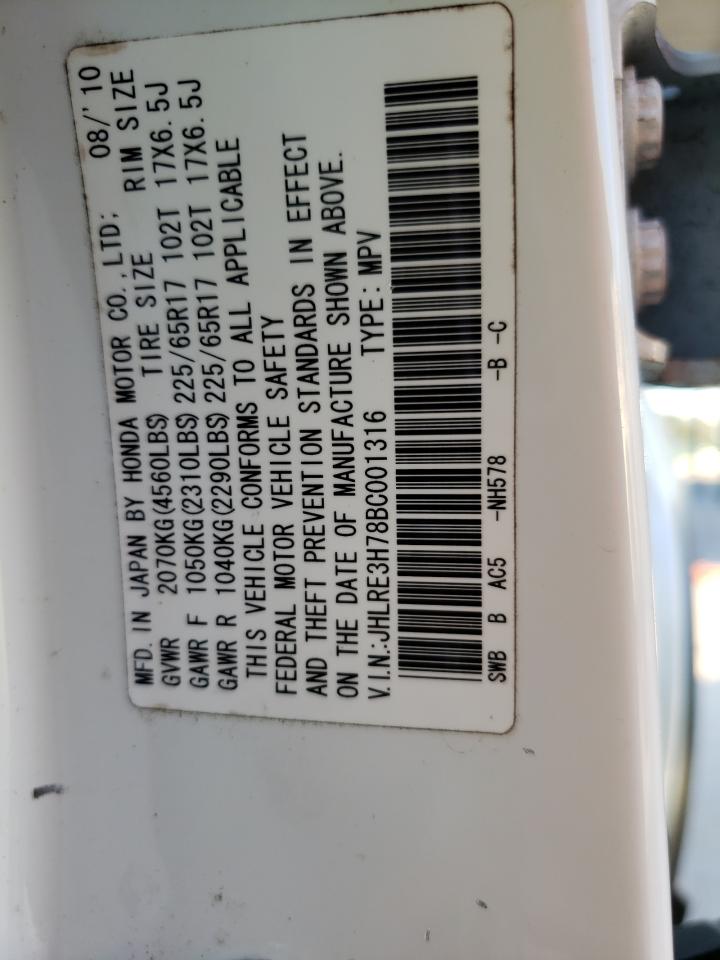 MFD. IN JAPAN BY HONDA MOTOR CO., LTD; 08/'10
GVWR 2070KG(4560LBS) TIRE SIZE RIM SIZE
GAWR F 1050KG(2310LBS) 225/65R17 102T 17X6.5J
GAWR R 1040KG(2290LBS) 225/65R17 102T 17X6.5J
THIS VEHICLE CONFORMS TO ALL APPLICABLE
FEDERAL MOTOR VEHICLE SAFETY
AND THEFT PREVENTION STANDARDS IN EFFECT
ON THE DATE OF MANUFACTURE SHOWN ABOVE.
V.I.N.:JHLRE3H78BC001316 TYPE: MPV
SWB B AC5 -NH578 -B -C